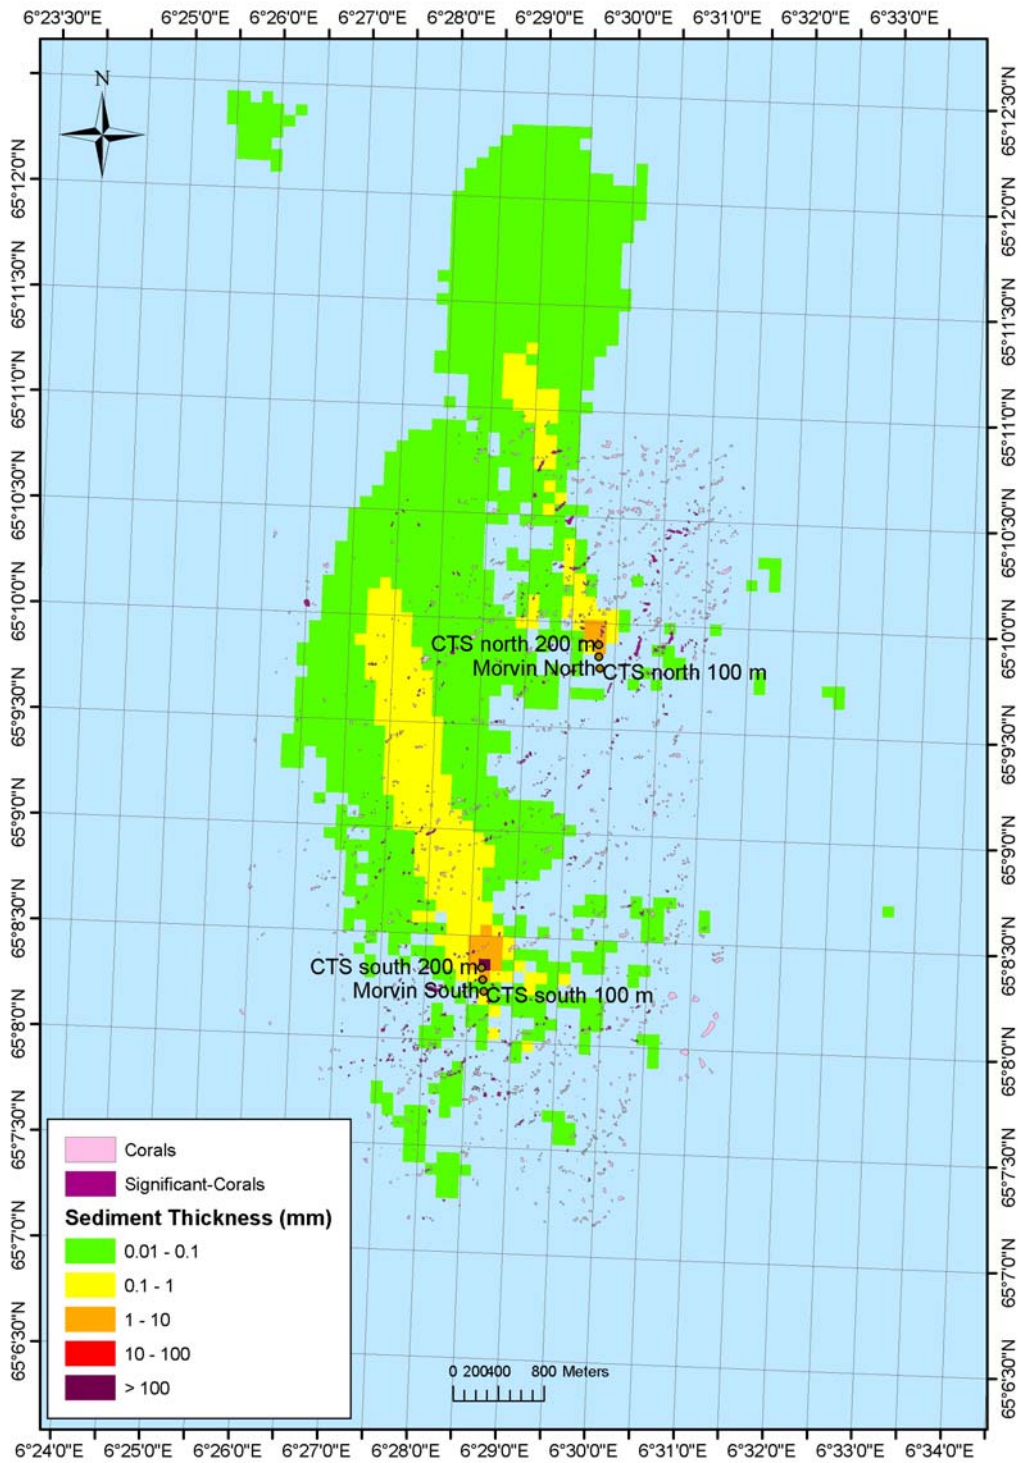 6°23'30"E 6°25'0"E 6°26'0"E 6°27'0"E 6°28'0"E 6°29'0"E 6°30'0"E 6°31'0"E 6°32'0"E 6°33'0"E
N
65°12'0"N
65°11'30"N
65°11'0"N
65°10'30"N
65°10'0"N
65°9'30"N
65°9'0"N
65°8'30"N
65°8'0"N
65°7'30"N
65°7'0"N
65°6'30"N
65°12'30"N
65°12'0"N
65°11'30"N
65°11'0"N
65°10'30"N
65°10'0"N
65°9'30"N
65°9'0"N
65°8'30"N
65°8'0"N
65°7'30"N
65°7'0"N
65°6'30"N
CTS north 200 m
Morvin North
CTS north 100 m
CTS south 200 m
Morvin South
CTS south 100 m
Corals
Significant-Corals
Sediment Thickness (mm)
0.01 - 0.1
0.1 - 1
1 - 10
10 - 100
> 100
0 200400 800 Meters
6°24'0"E 6°25'0"E 6°26'0"E 6°27'0"E 6°28'0"E 6°29'0"E 6°30'0"E 6°31'0"E 6°32'0"E 6°33'0"E 6°34'0"E